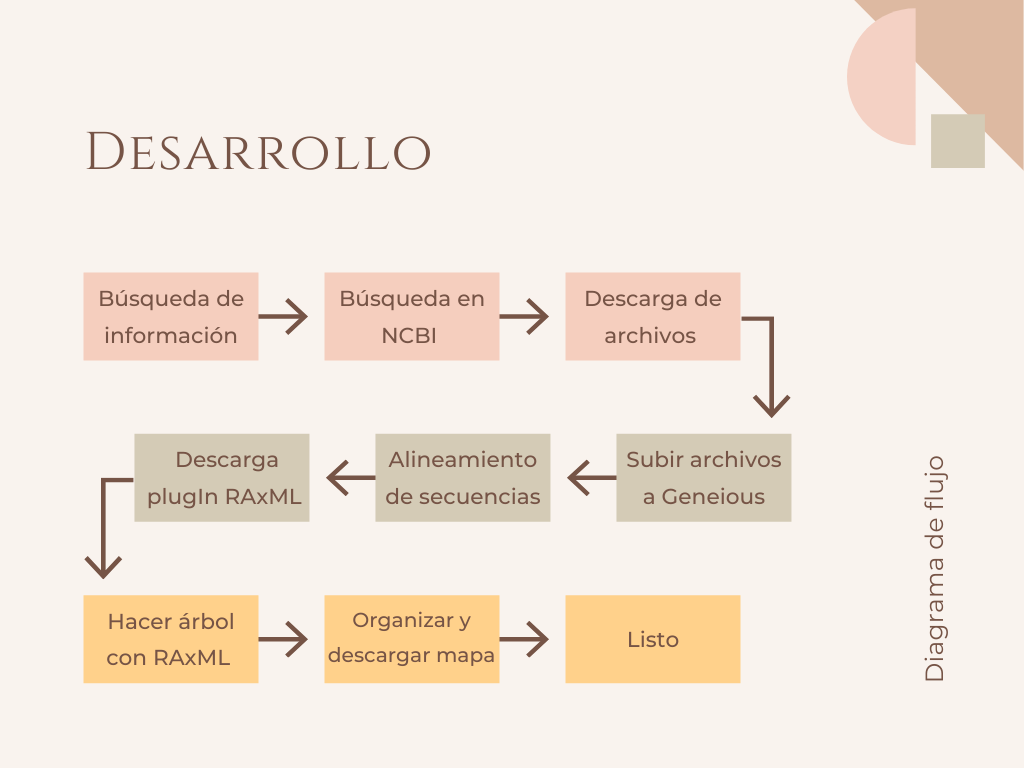 Desarrollo
Búsqueda de
información
Búsqueda en
NCBI
Descarga de
archivos
Subir archivos
a Geneious
Alineamiento
de secuencias
Descarga
plugIn RAxML
Hacer árbol
con RAxML
Organizar y
descargar mapa
Listo
Diagrama de flujo